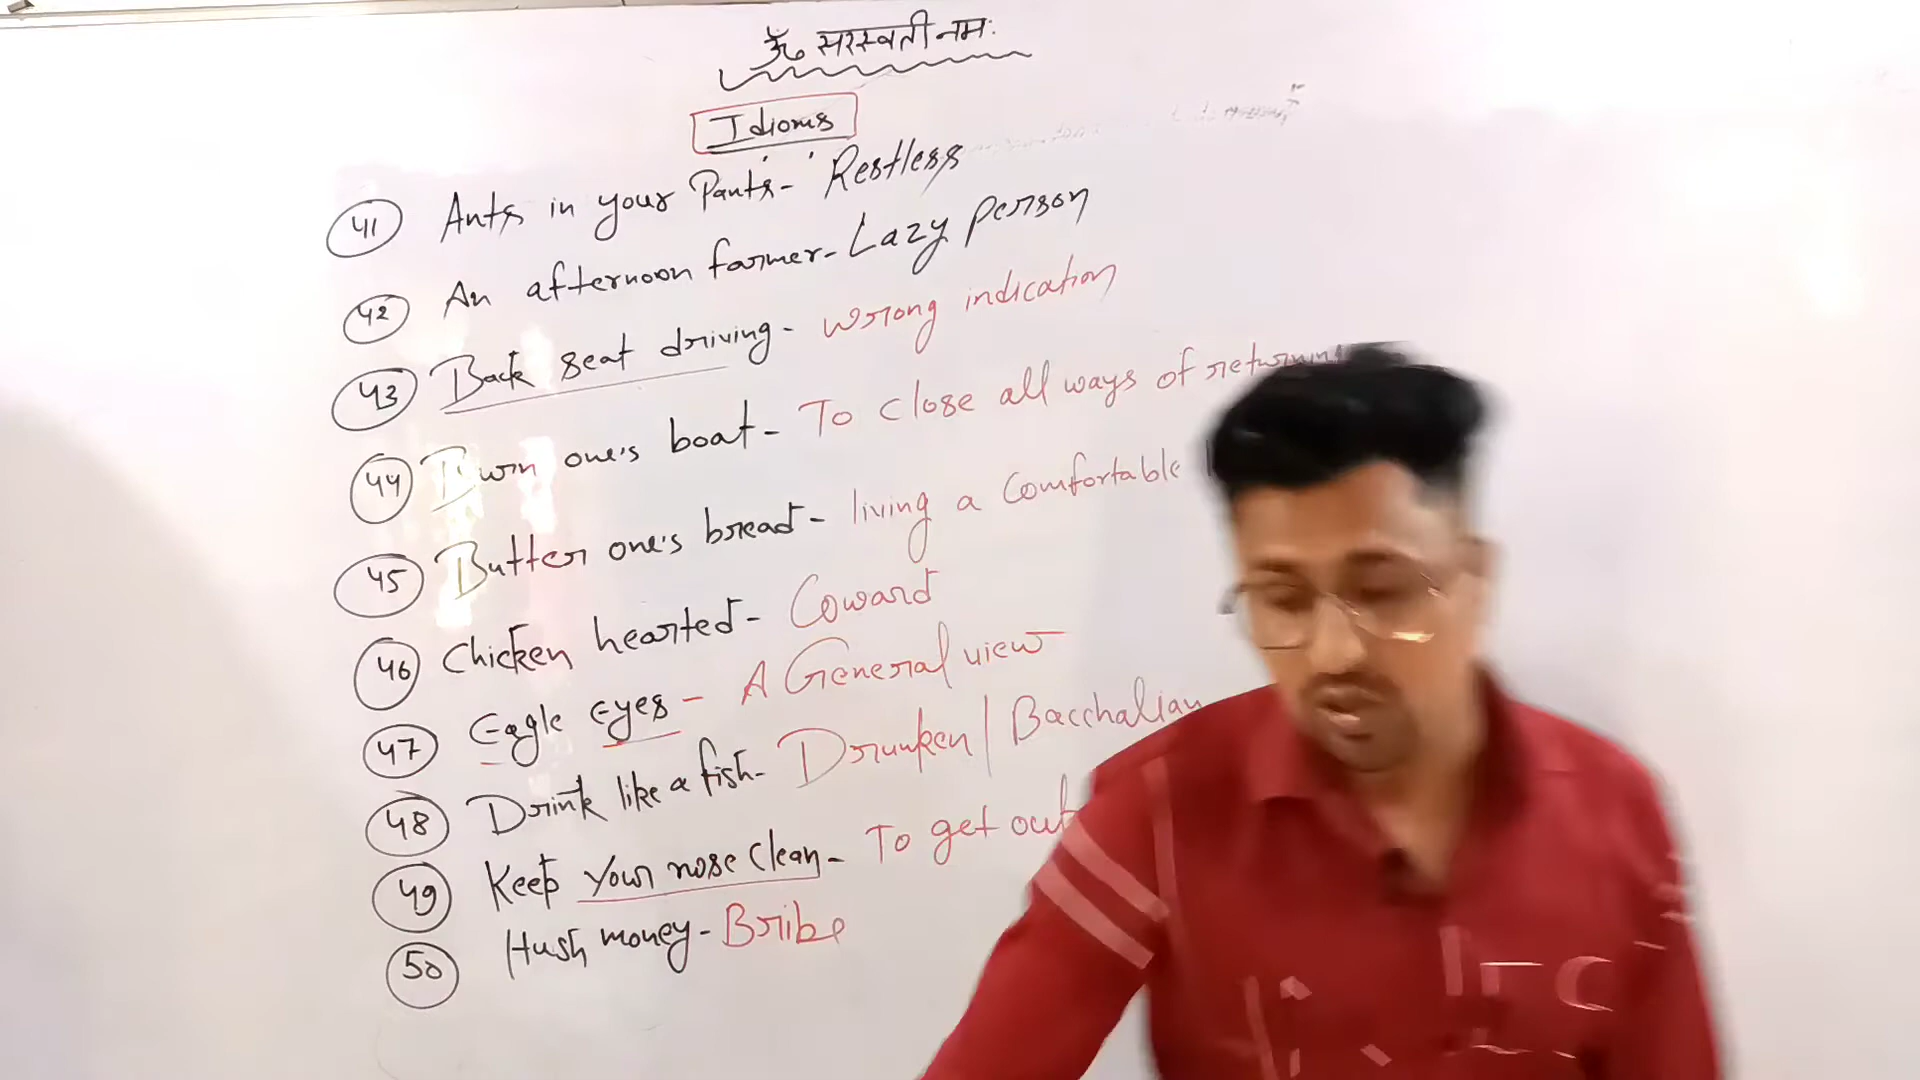 ॐ सरस्वती नमः
Idioms
41 Ants in your Pants - Restless
42 An afternoon farmer - Lazy person
43 Back seat driving - Wrong indication
44 Burn one's boat - To close all ways of returning
45 Butter one's bread - living a comfortable
46 Chicken hearted - Coward
47 Eagle Eyes - A General view
48 Drink like a fish - Drunken / Bacchalian
49 Keep Your nose Clean - To get out
50 Hush money - Bribe